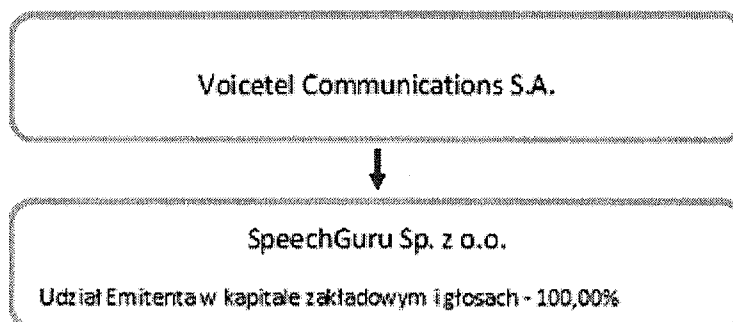 Voicetel Communications S.A.
SpeechGuru Sp. z o.o.
Udział Emitenta w kapitale zakładowym i głosach - 100,00%